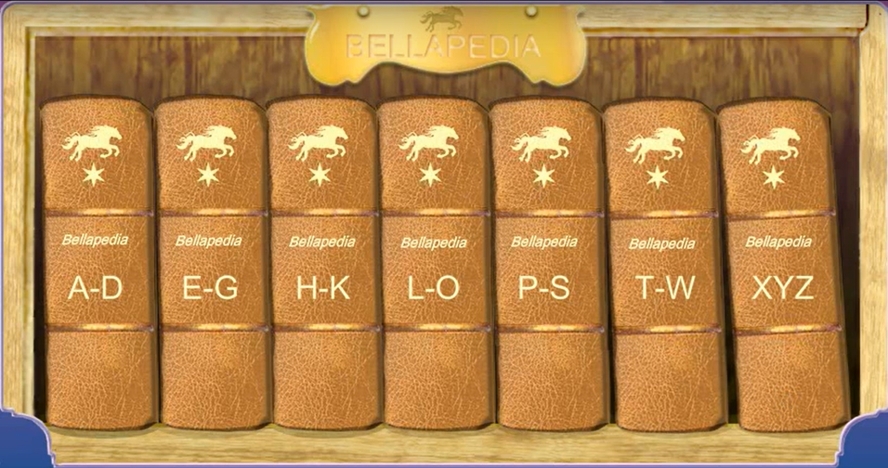 BELLAPEDIA
Bellapedia
A-D
Bellapedia
E-G
Bellapedia
H-K
Bellapedia
L-O
Bellapedia
P-S
Bellapedia
T-W
Bellapedia
XYZ